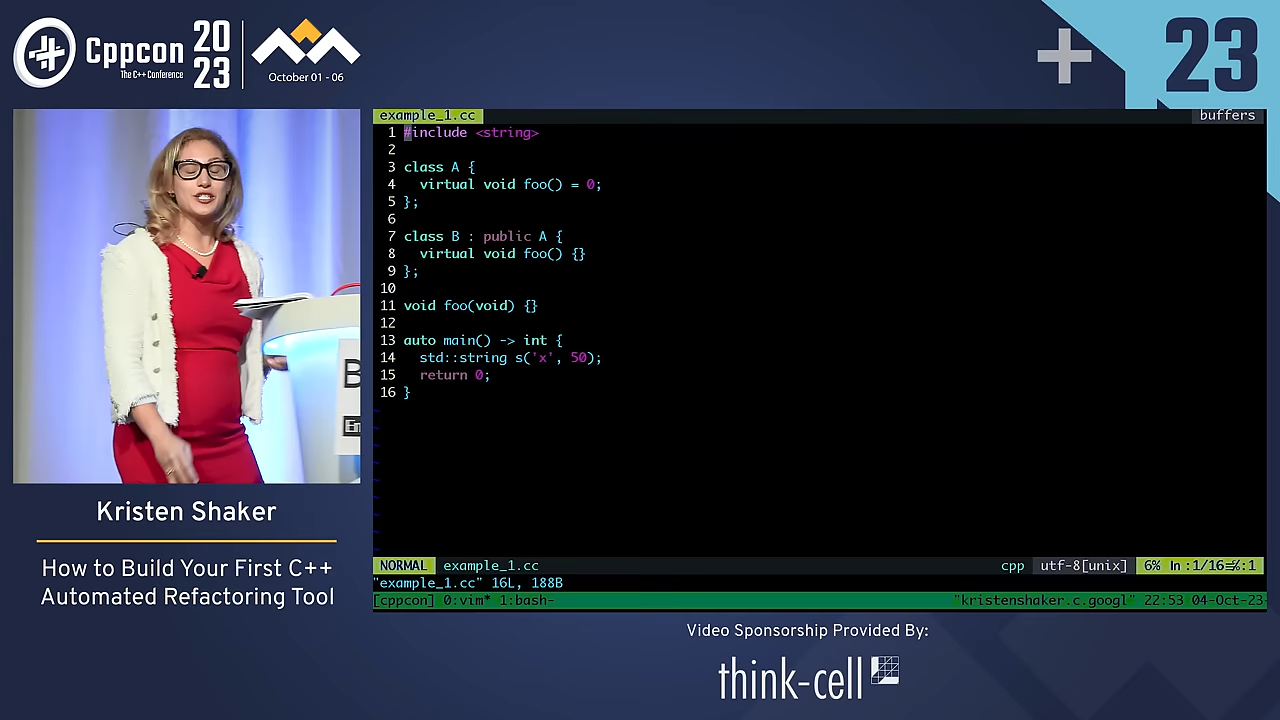 Cppcon
The C++ Conference
20
23
October 01 - 06
23
example_1.cc
buffers
1 #include <string>
2
3 class A {
4   virtual void foo() = 0;
5 };
6
7 class B : public A {
8   virtual void foo() {}
9 };
10
11 void foo(void) {}
12
13 auto main() -> int {
14   std::string s('x', 50);
15   return 0;
16 }
NORMAL example_1.cc cpp utf-8[unix] 6% ln:1/16≡℅:1
"example_1.cc" 16L, 188B
[cppcon] 0:vim* 1:bash- "kristenshaker.c.googl" 22:53 04-Oct-23
Kristen Shaker
How to Build Your First C++
Automated Refactoring Tool
Video Sponsorship Provided By:
think-cell